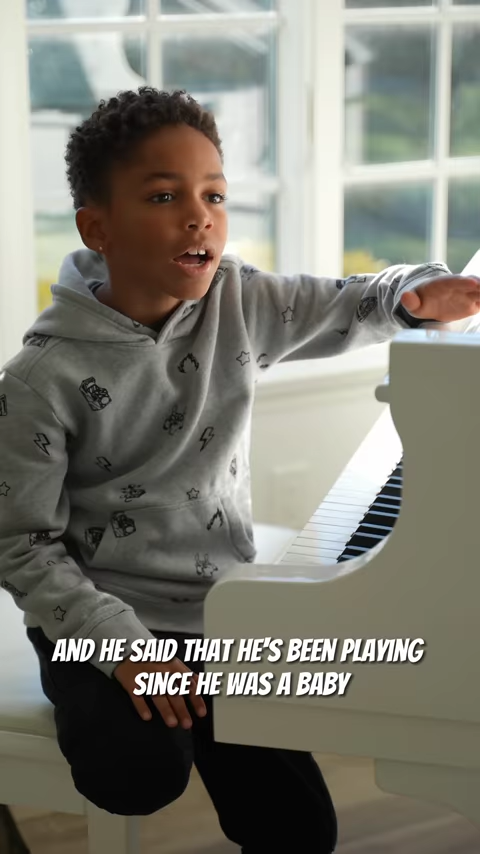 AND HE SAID THAT HE'S BEEN PLAYING
SINCE HE WAS A BABY